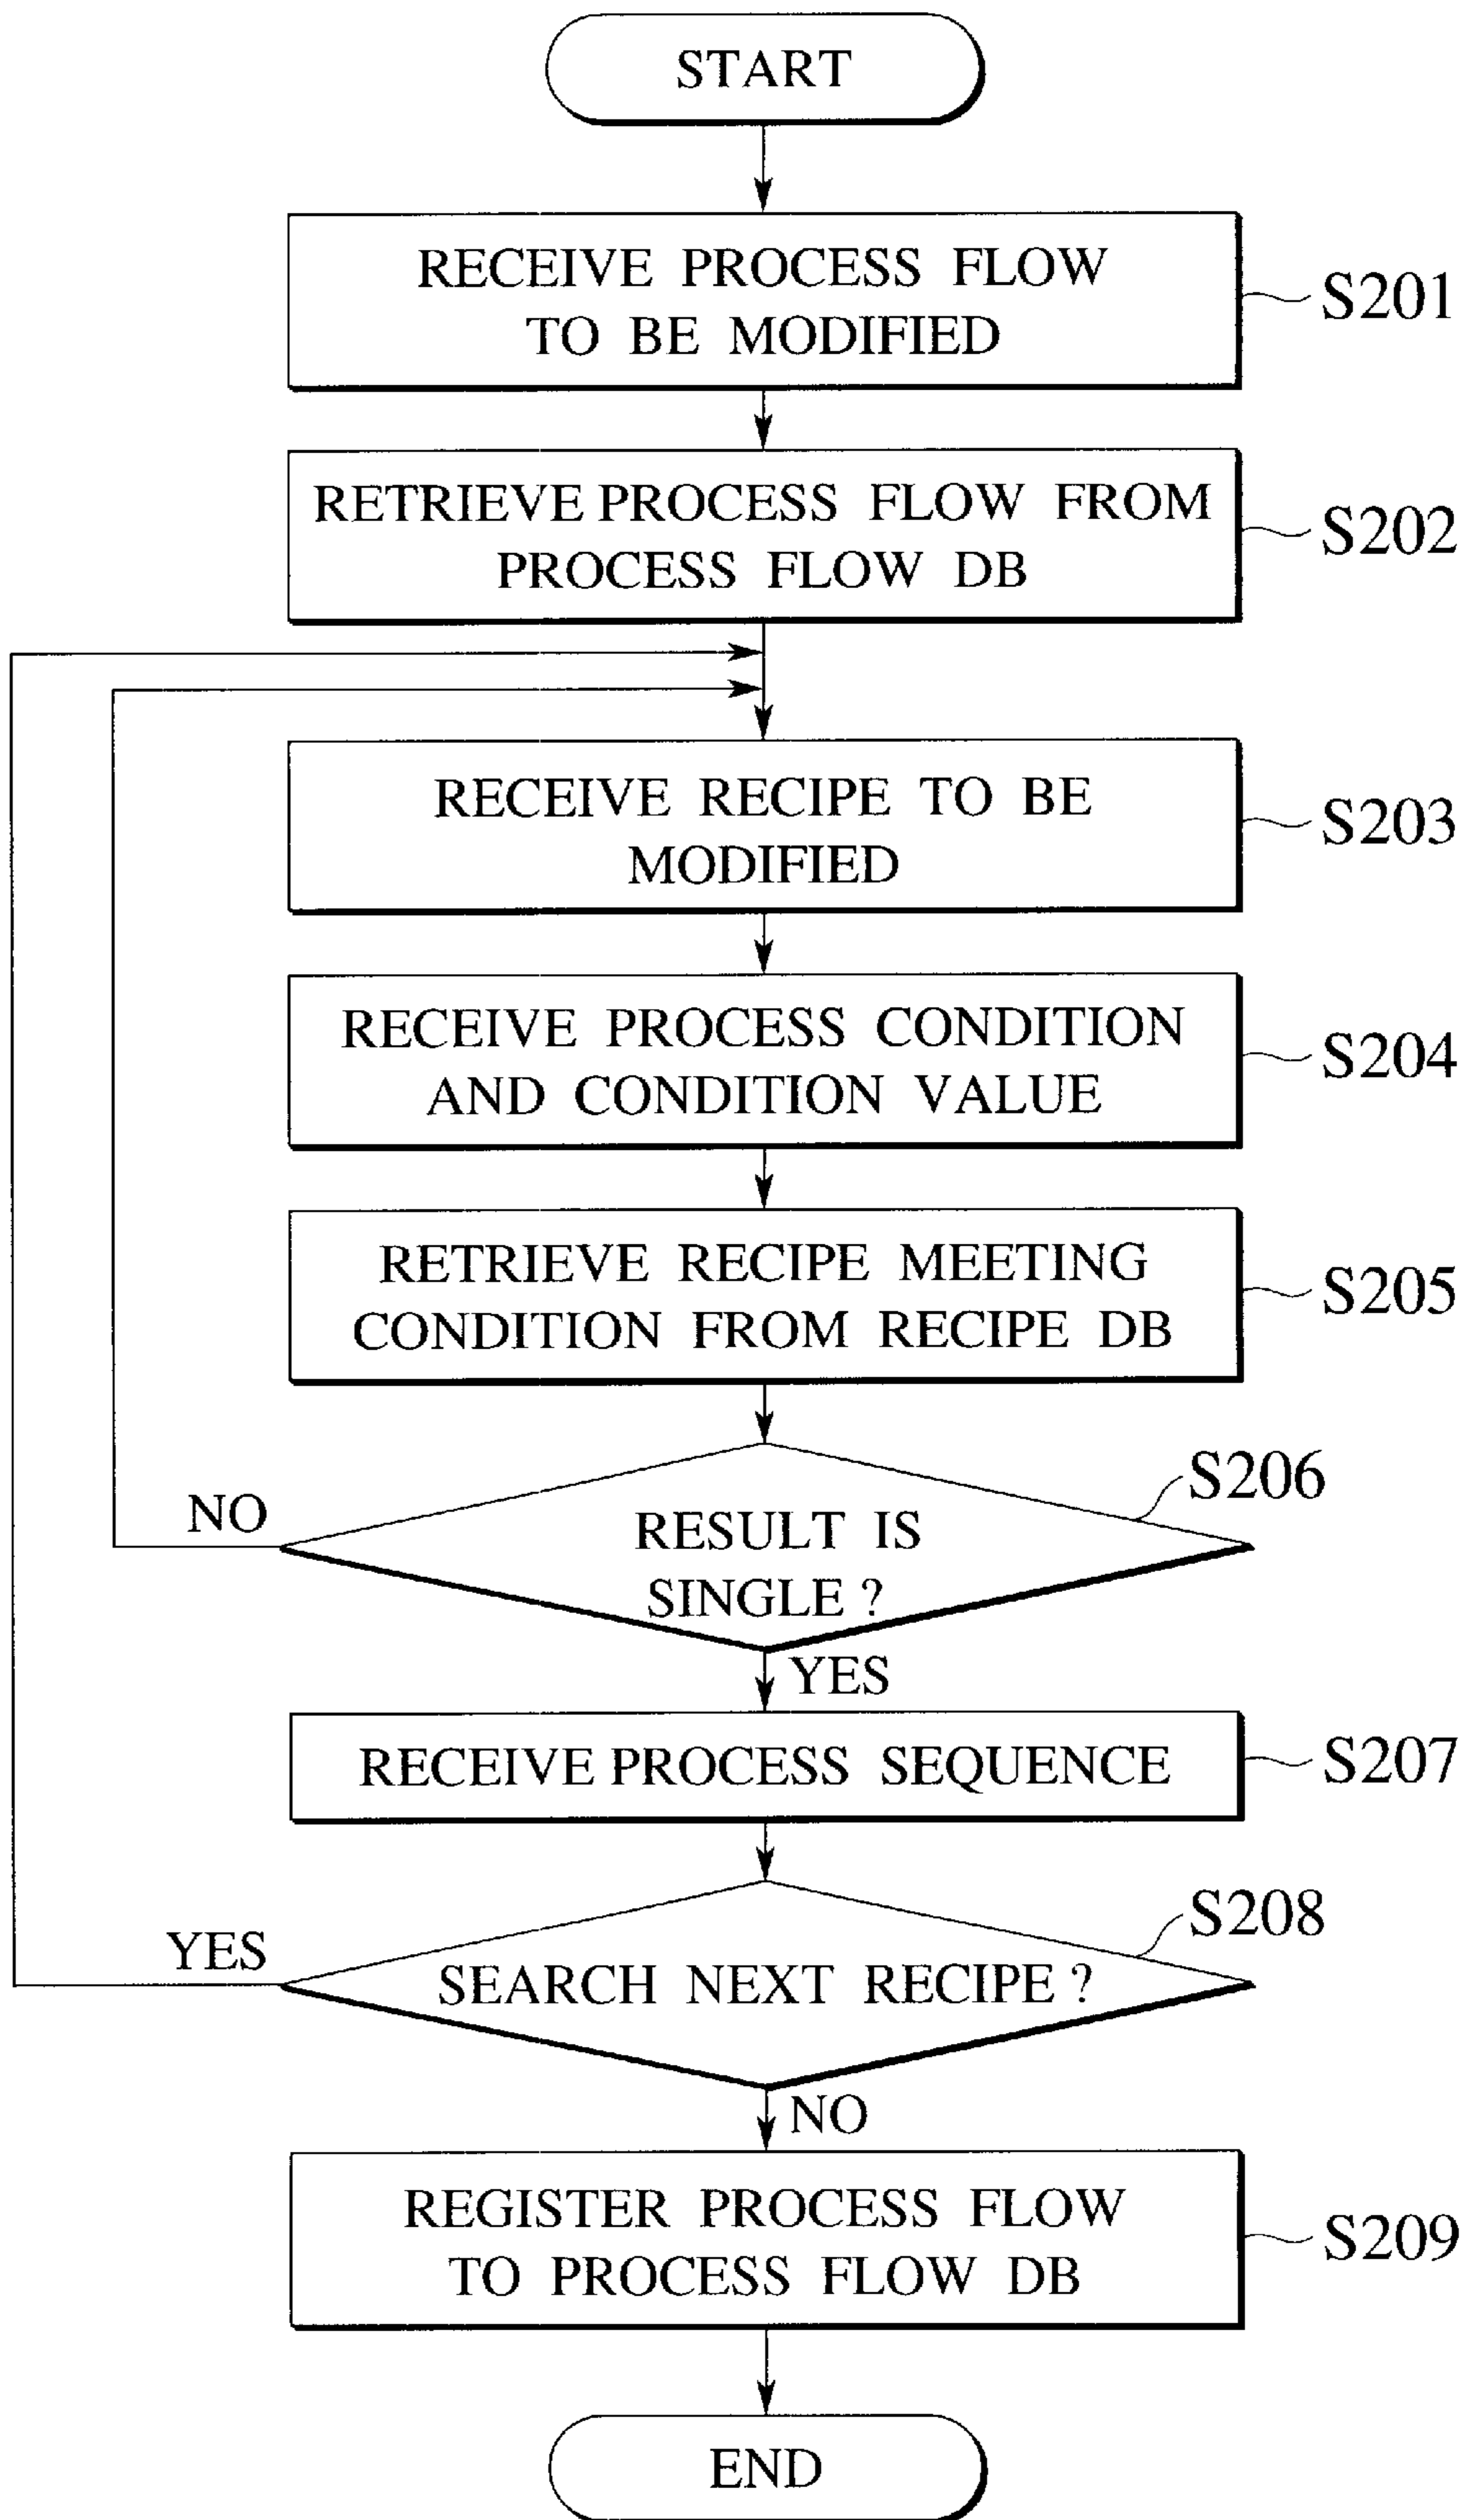 START
RECEIVE PROCESS FLOW
TO BE MODIFIED
S201
RETRIEVE PROCESS FLOW FROM
PROCESS FLOW DB
S202
RECEIVE RECIPE TO BE
MODIFIED
S203
RECEIVE PROCESS CONDITION
AND CONDITION VALUE
S204
RETRIEVE RECIPE MEETING
CONDITION FROM RECIPE DB
S205
S206
NO
RESULT IS
SINGLE ?
YES
RECEIVE PROCESS SEQUENCE
S207
S208
YES
SEARCH NEXT RECIPE ?
NO
REGISTER PROCESS FLOW
TO PROCESS FLOW DB
S209
END